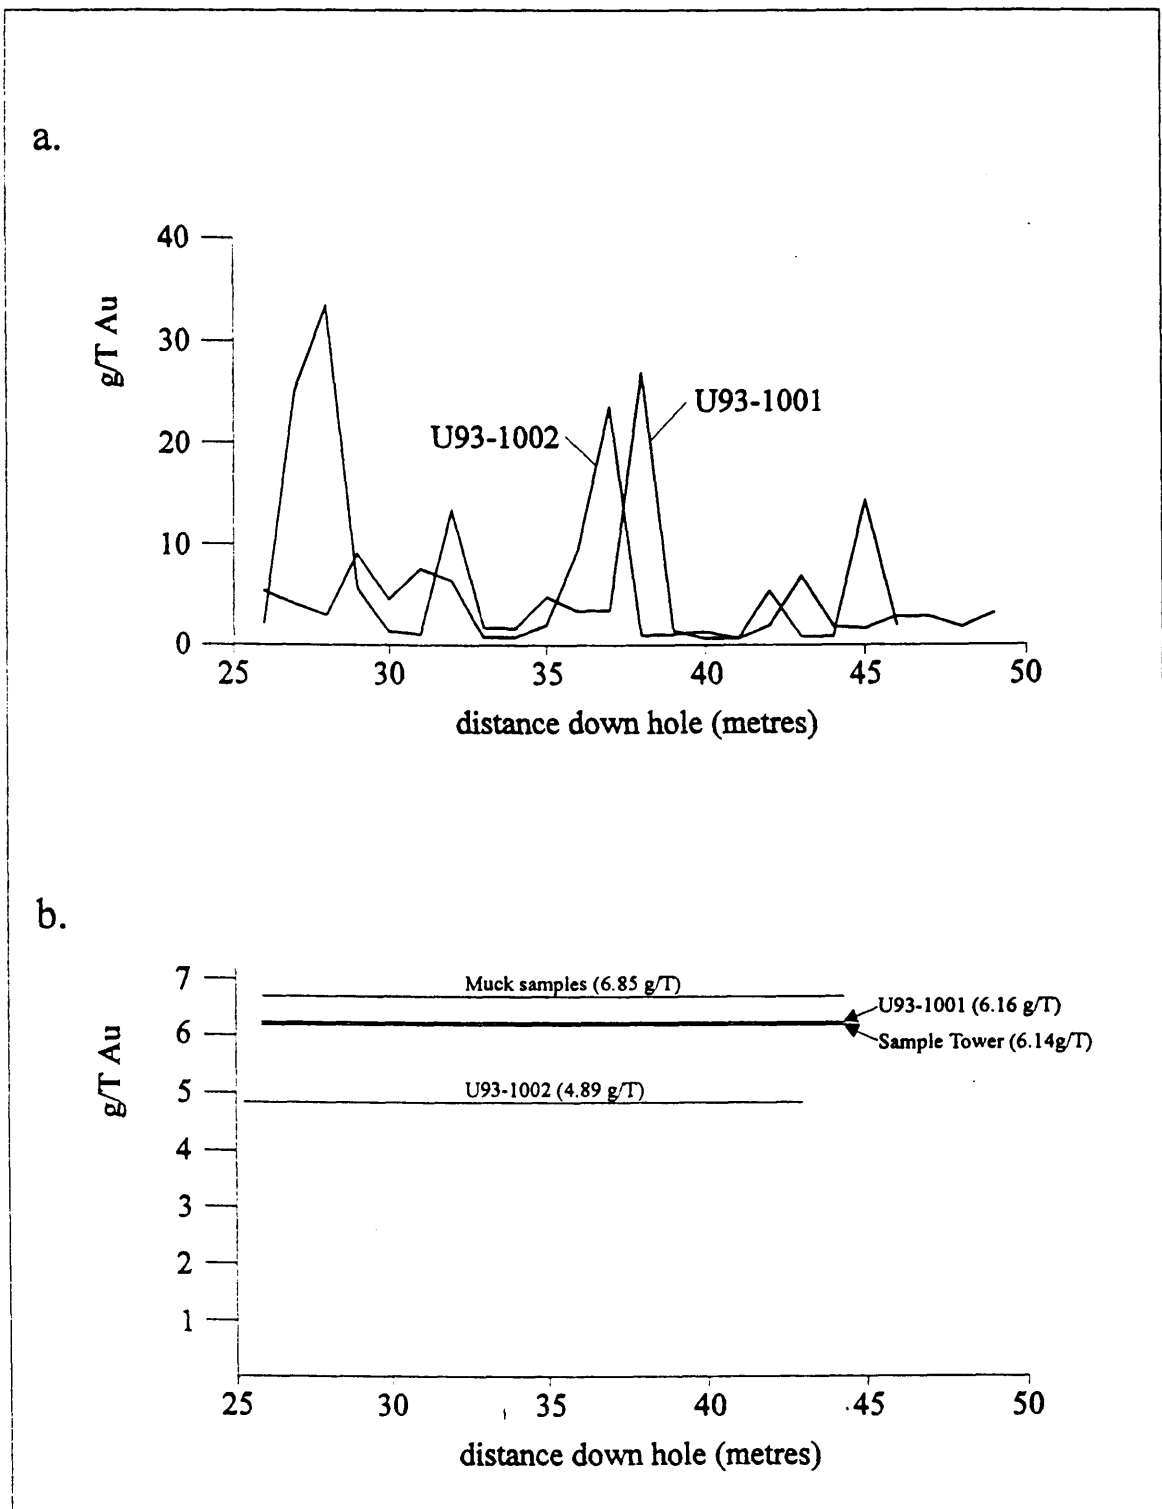 a.
40
30
20
10
0
g/T Au
U93-1002
U93-1001
25 30 35 40 45 50
distance down hole (metres)
b.
7
6
5
4
3
2
1
g/T Au
Muck samples (6.85 g/T)
U93-1001 (6.16 g/T)
Sample Tower (6.14g/T)
U93-1002 (4.89 g/T)
25 30 35 40 45 50
distance down hole (metres)